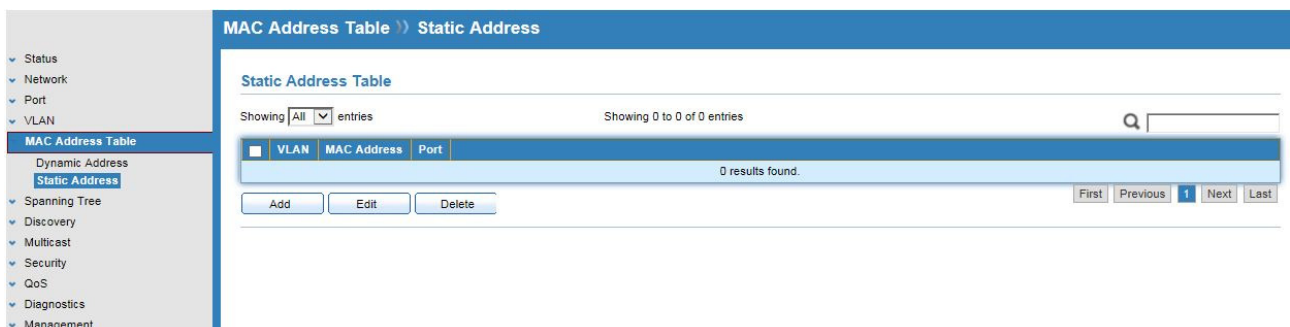 MAC Address Table » Static Address
Status
Network
Port
VLAN
MAC Address Table
Dynamic Address
Static Address
Spanning Tree
Discovery
Multicast
Security
QoS
Diagnostics
Management
Static Address Table
Showing All entries
Showing 0 to 0 of 0 entries
VLAN MAC Address Port
0 results found.
Add Edit Delete
First Previous 1 Next Last